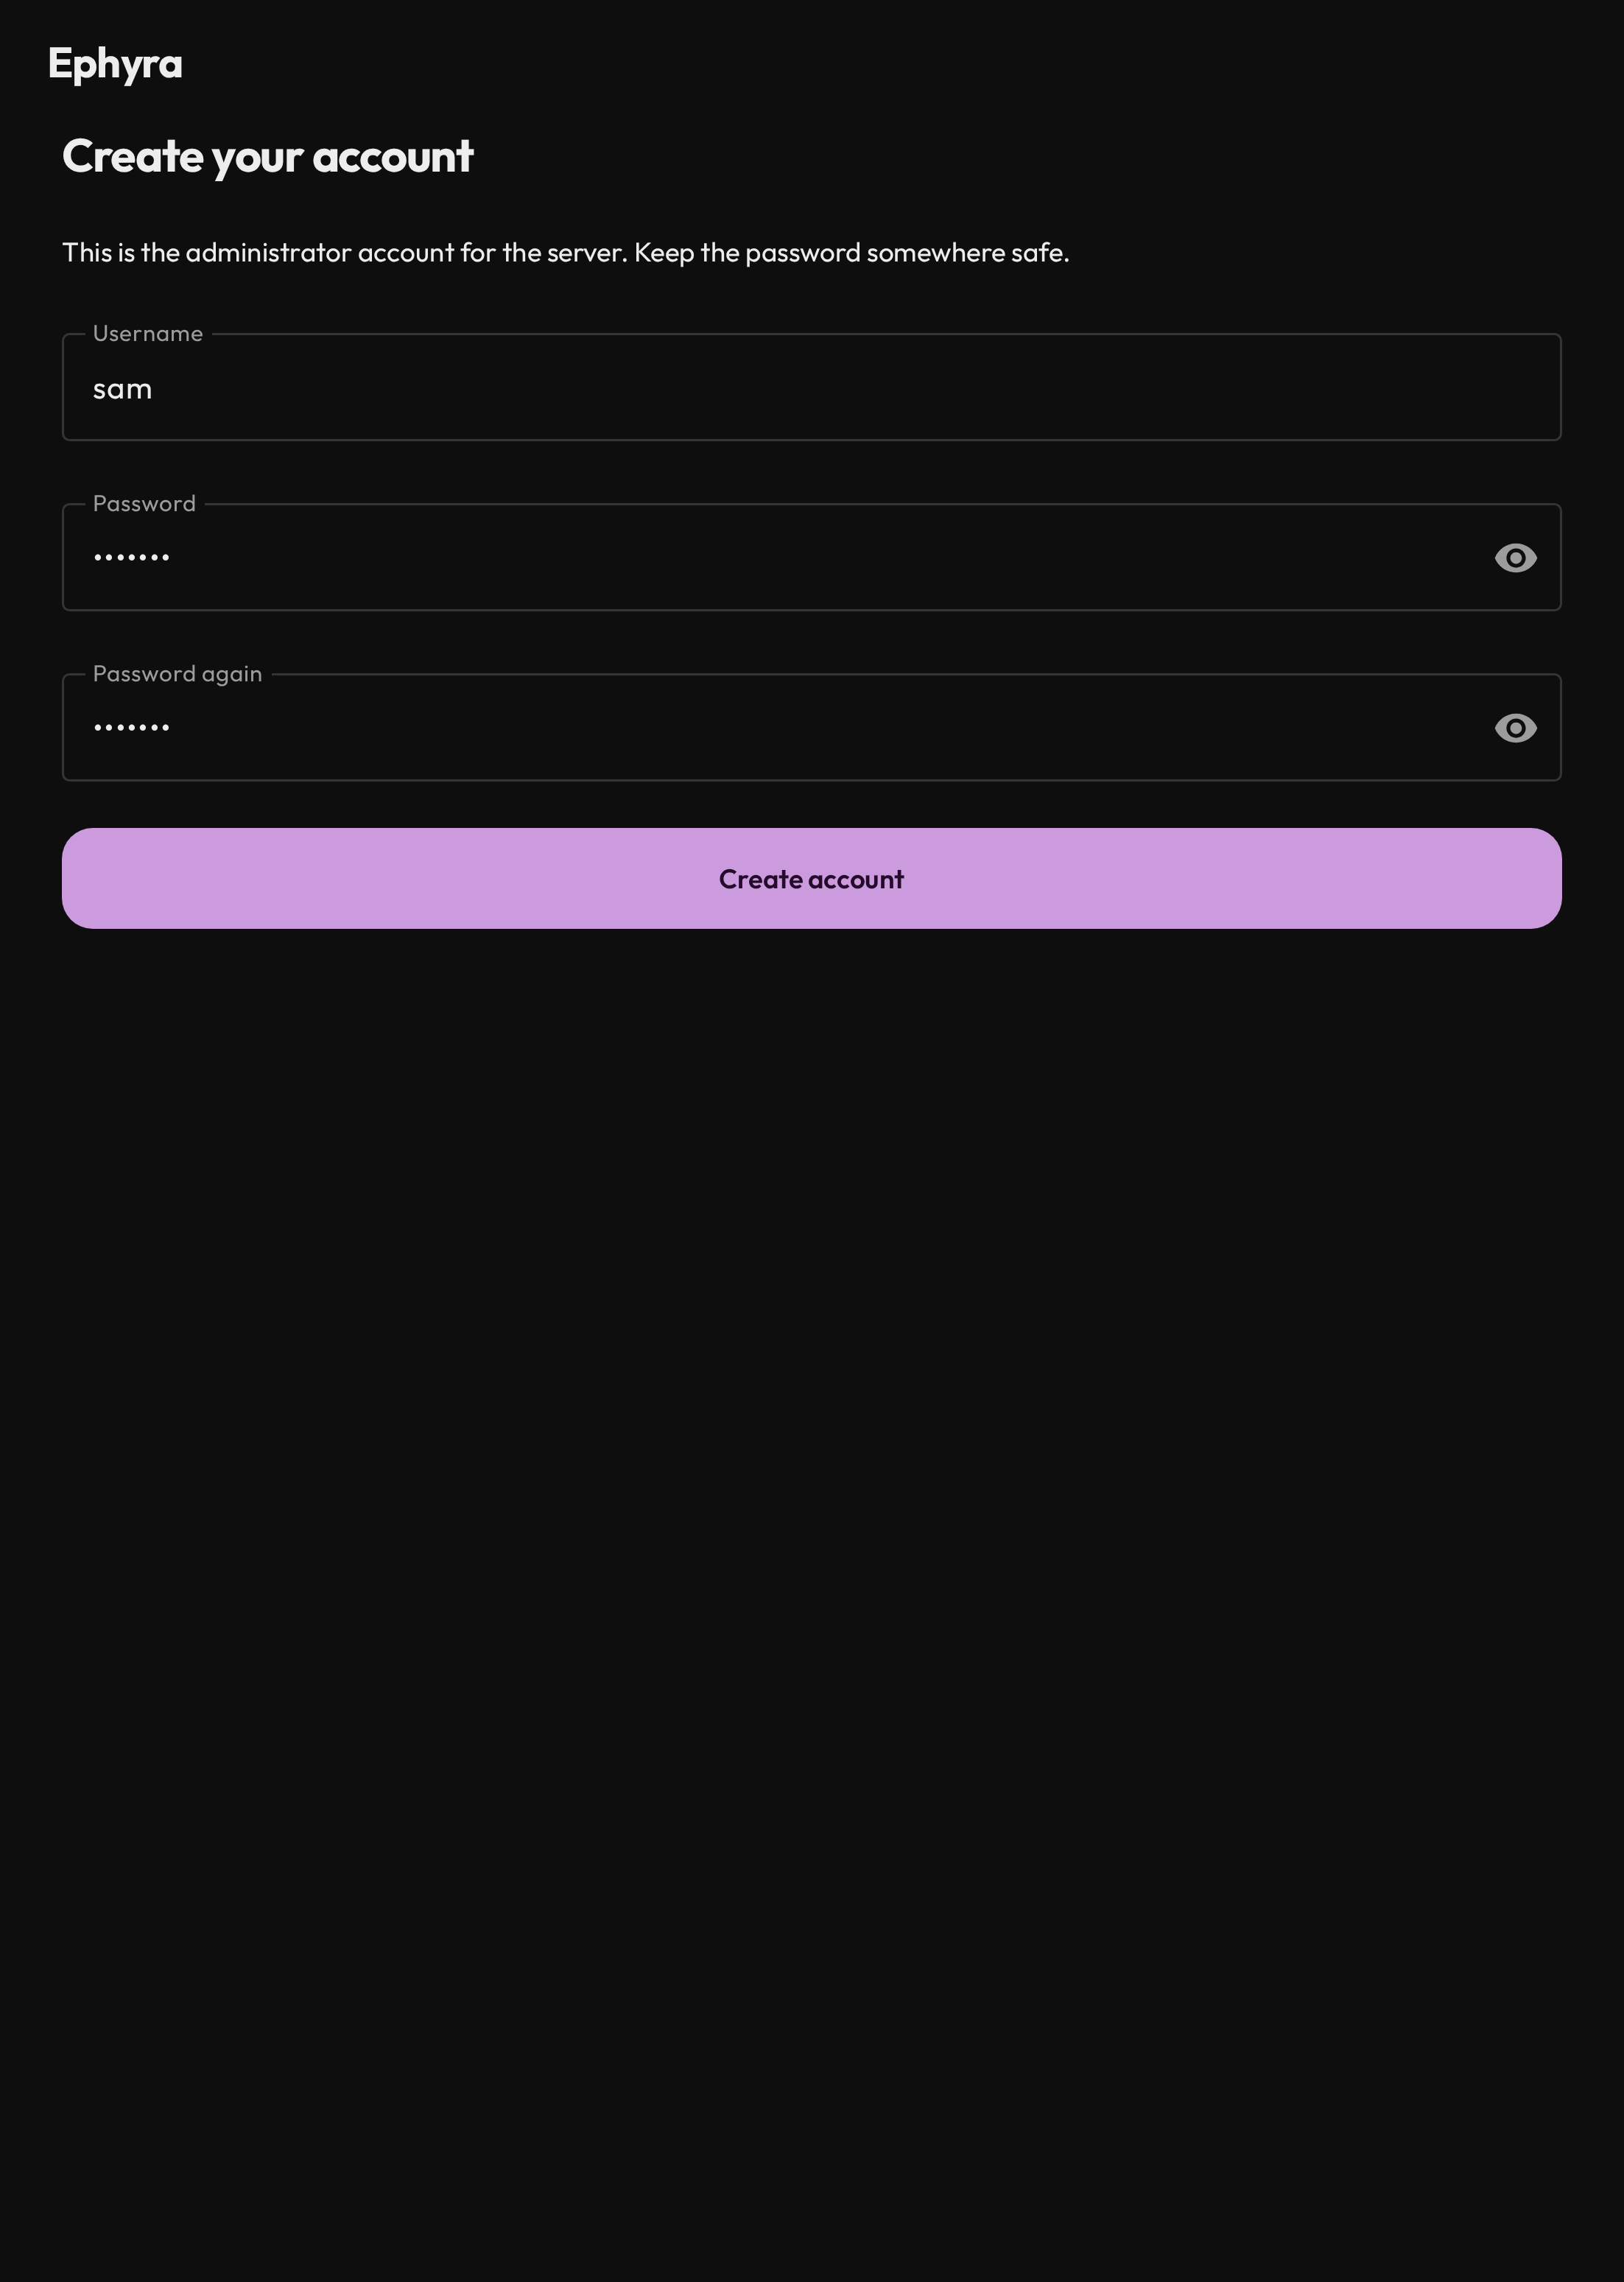 Ephyra
Create your account
This is the administrator account for the server. Keep the password somewhere safe.
Username
sam
Password
•••••••
Password again
•••••••
Create account